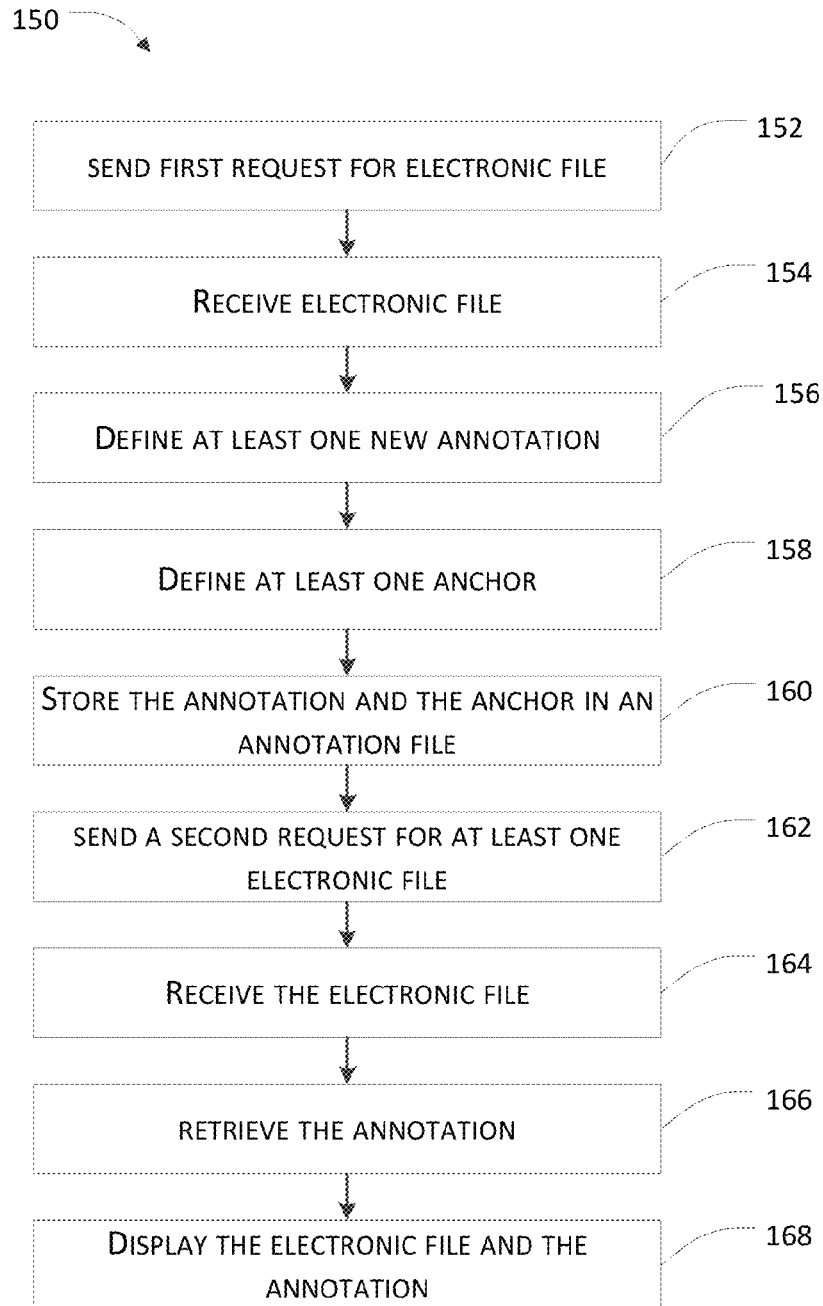 150
152
SEND FIRST REQUEST FOR ELECTRONIC FILE
154
RECEIVE ELECTRONIC FILE
156
DEFINE AT LEAST ONE NEW ANNOTATION
158
DEFINE AT LEAST ONE ANCHOR
160
STORE THE ANNOTATION AND THE ANCHOR IN AN
ANNOTATION FILE
162
SEND A SECOND REQUEST FOR AT LEAST ONE
ELECTRONIC FILE
164
RECEIVE THE ELECTRONIC FILE
166
RETRIEVE THE ANNOTATION
168
DISPLAY THE ELECTRONIC FILE AND THE
ANNOTATION